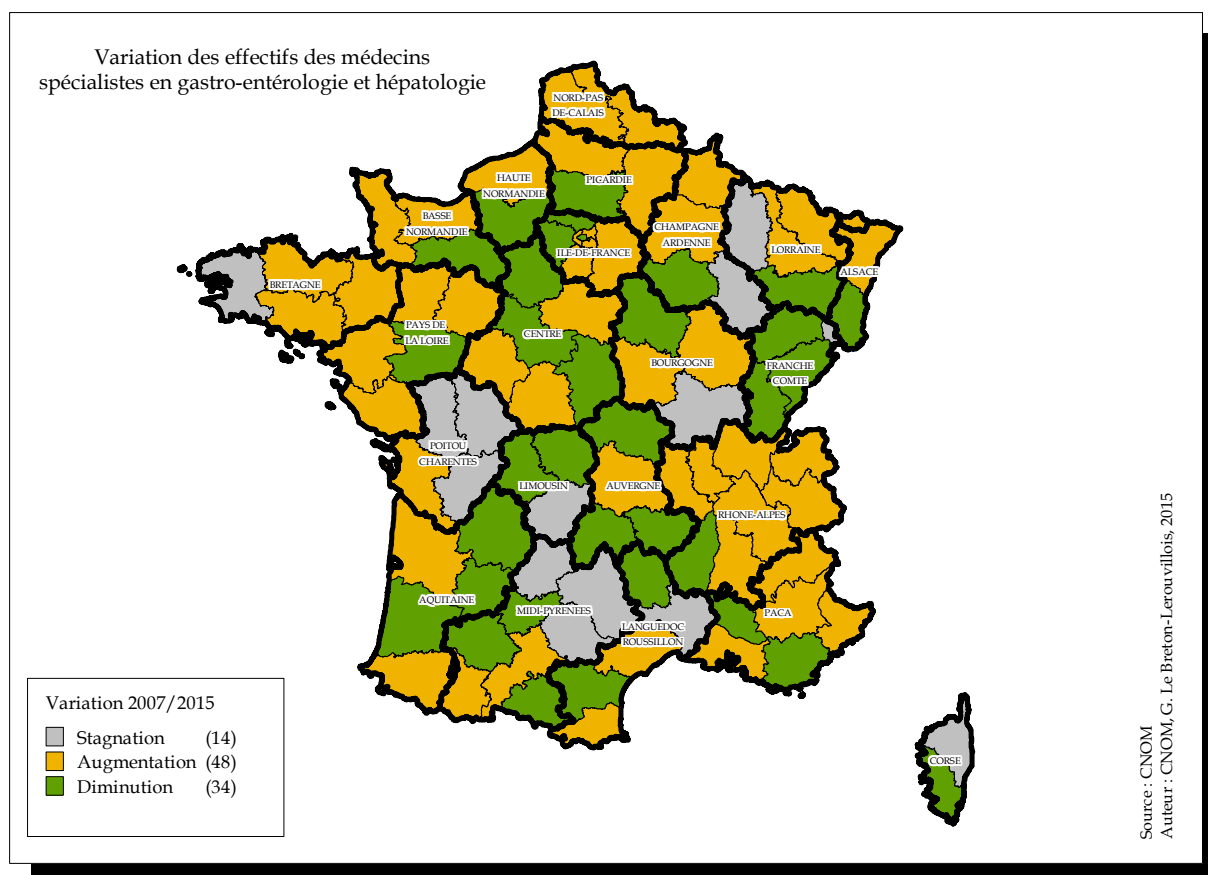 Variation des effectifs des médecins
spécialistes en gastro-entérologie et hépatologie
NORD-PAS
DE-CALAIS
HAUTE
NORMANDIE
PICARDIE
BASSE
NORMANDIE
ILE-DE-FRANCE
CHAMPAGNE
ARDENNE
LORRAINE
ALSACE
BRETAGNE
PAYS DE
LA LOIRE
CENTRE
BOURGOGNE
FRANCHE
COMTE
POITOU
CHARENTES
LIMOUSIN
AUVERGNE
RHONE-ALPES
AQUITAINE
MIDI-PYRENEES
LANGUEDOC
ROUSSILLON
PACA
CORSE
Variation 2007/2015
Stagnation (14)
Augmentation (48)
Diminution (34)
Source : CNOM
Auteur : CNOM, G. Le Breton-Lerouvillois, 2015